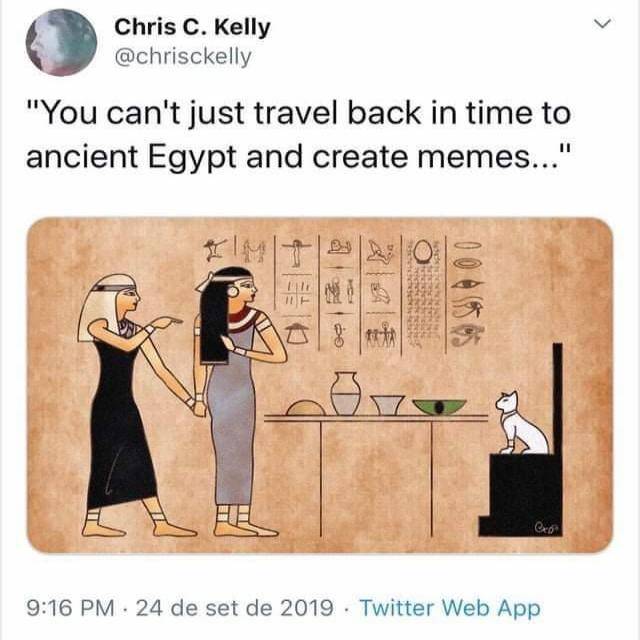 Chris C. Kelly
@chrisckelly
"You can't just travel back in time to
ancient Egypt and create memes..."
9:16 PM · 24 de set de 2019 · Twitter Web App